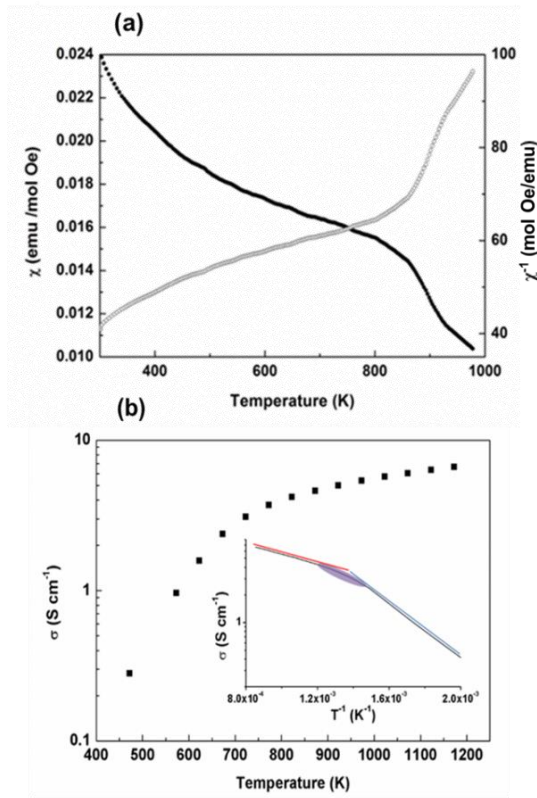 (a)
0.024
0.022
0.020
0.018
0.016
0.014
0.012
0.010
χ (emu /mol Oe)
100
80
60
40
χ⁻¹ (mol Oe/emu)
400 600 800 1000
Temperature (K)
(b)
10
1
0.1
σ (S cm⁻¹)
σ (S cm⁻¹)
1
8.0x10⁻⁴ 1.2x10⁻³ 1.6x10⁻³ 2.0x10⁻³
T⁻¹ (K⁻¹)
400 500 600 700 800 900 1000 1100 1200
Temperature (K)